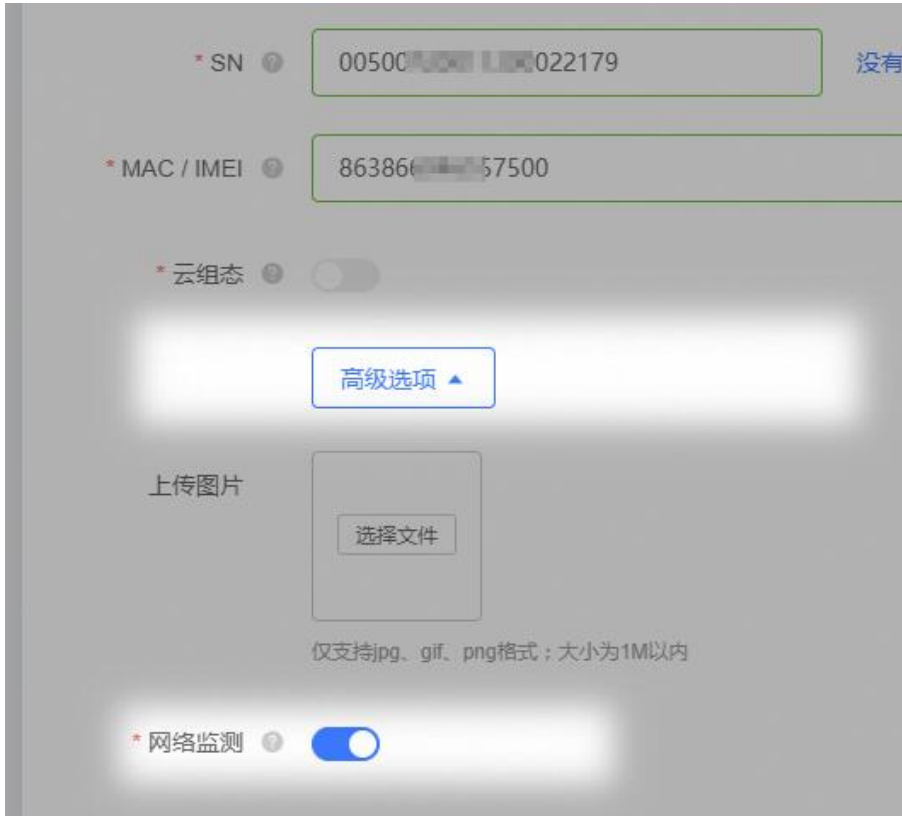 * SN
00500 022179
没有
* MAC / IMEI
86386 57500
* 云组态
高级选项
上传图片
选择文件
仅支持jpg、gif、png格式；大小为1M以内
* 网络监测